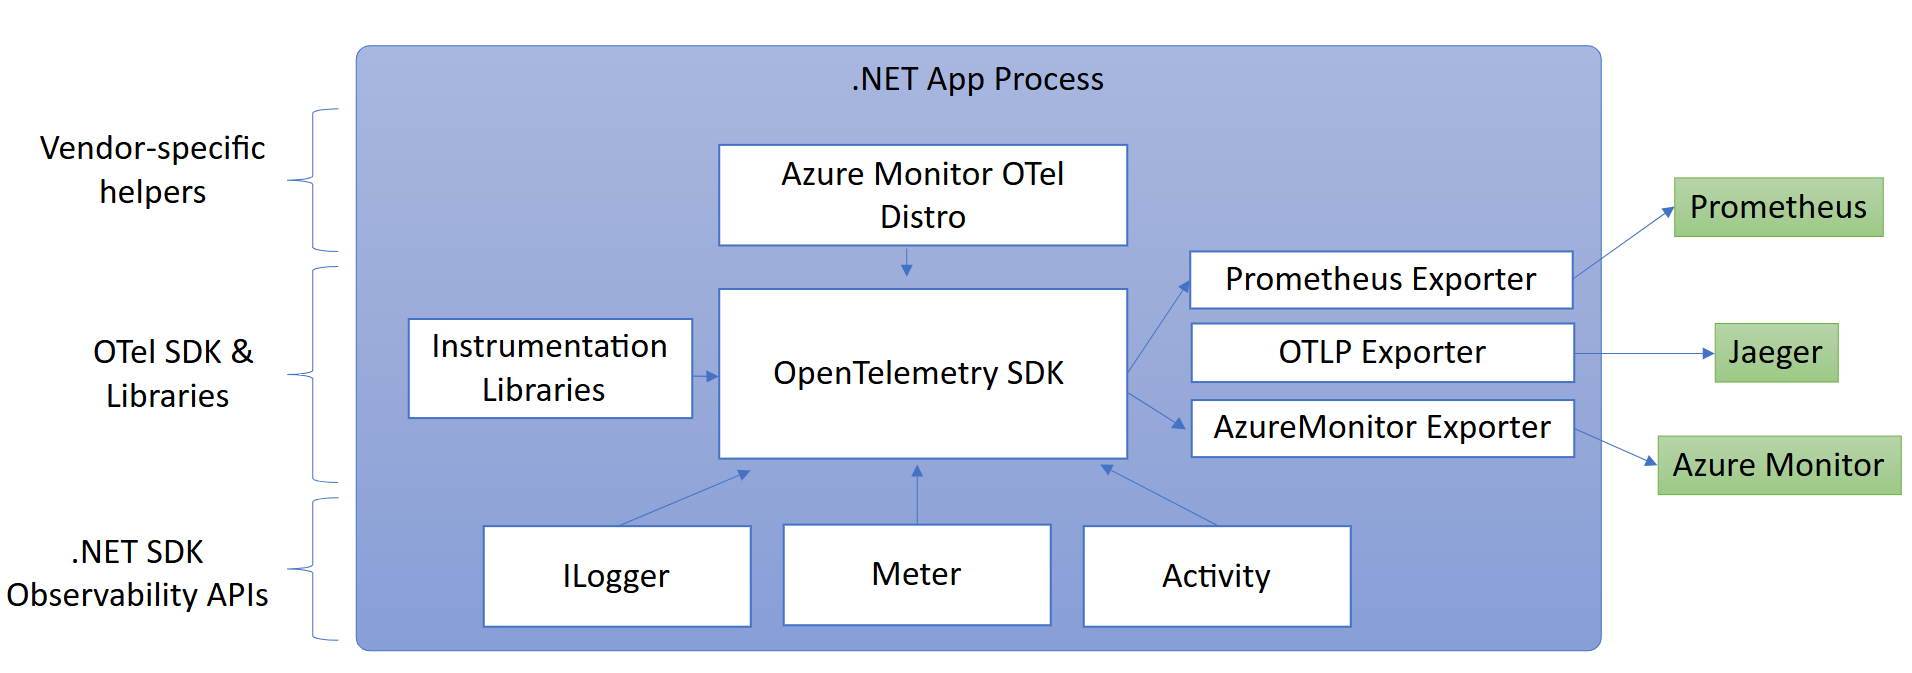 .NET App Process
Vendor-specific
helpers
Azure Monitor OTel
Distro
Prometheus
Prometheus Exporter
OTel SDK &
Libraries
Instrumentation
Libraries
OpenTelemetry SDK
OTLP Exporter
Jaeger
AzureMonitor Exporter
Azure Monitor
.NET SDK
Observability APIs
ILogger
Meter
Activity